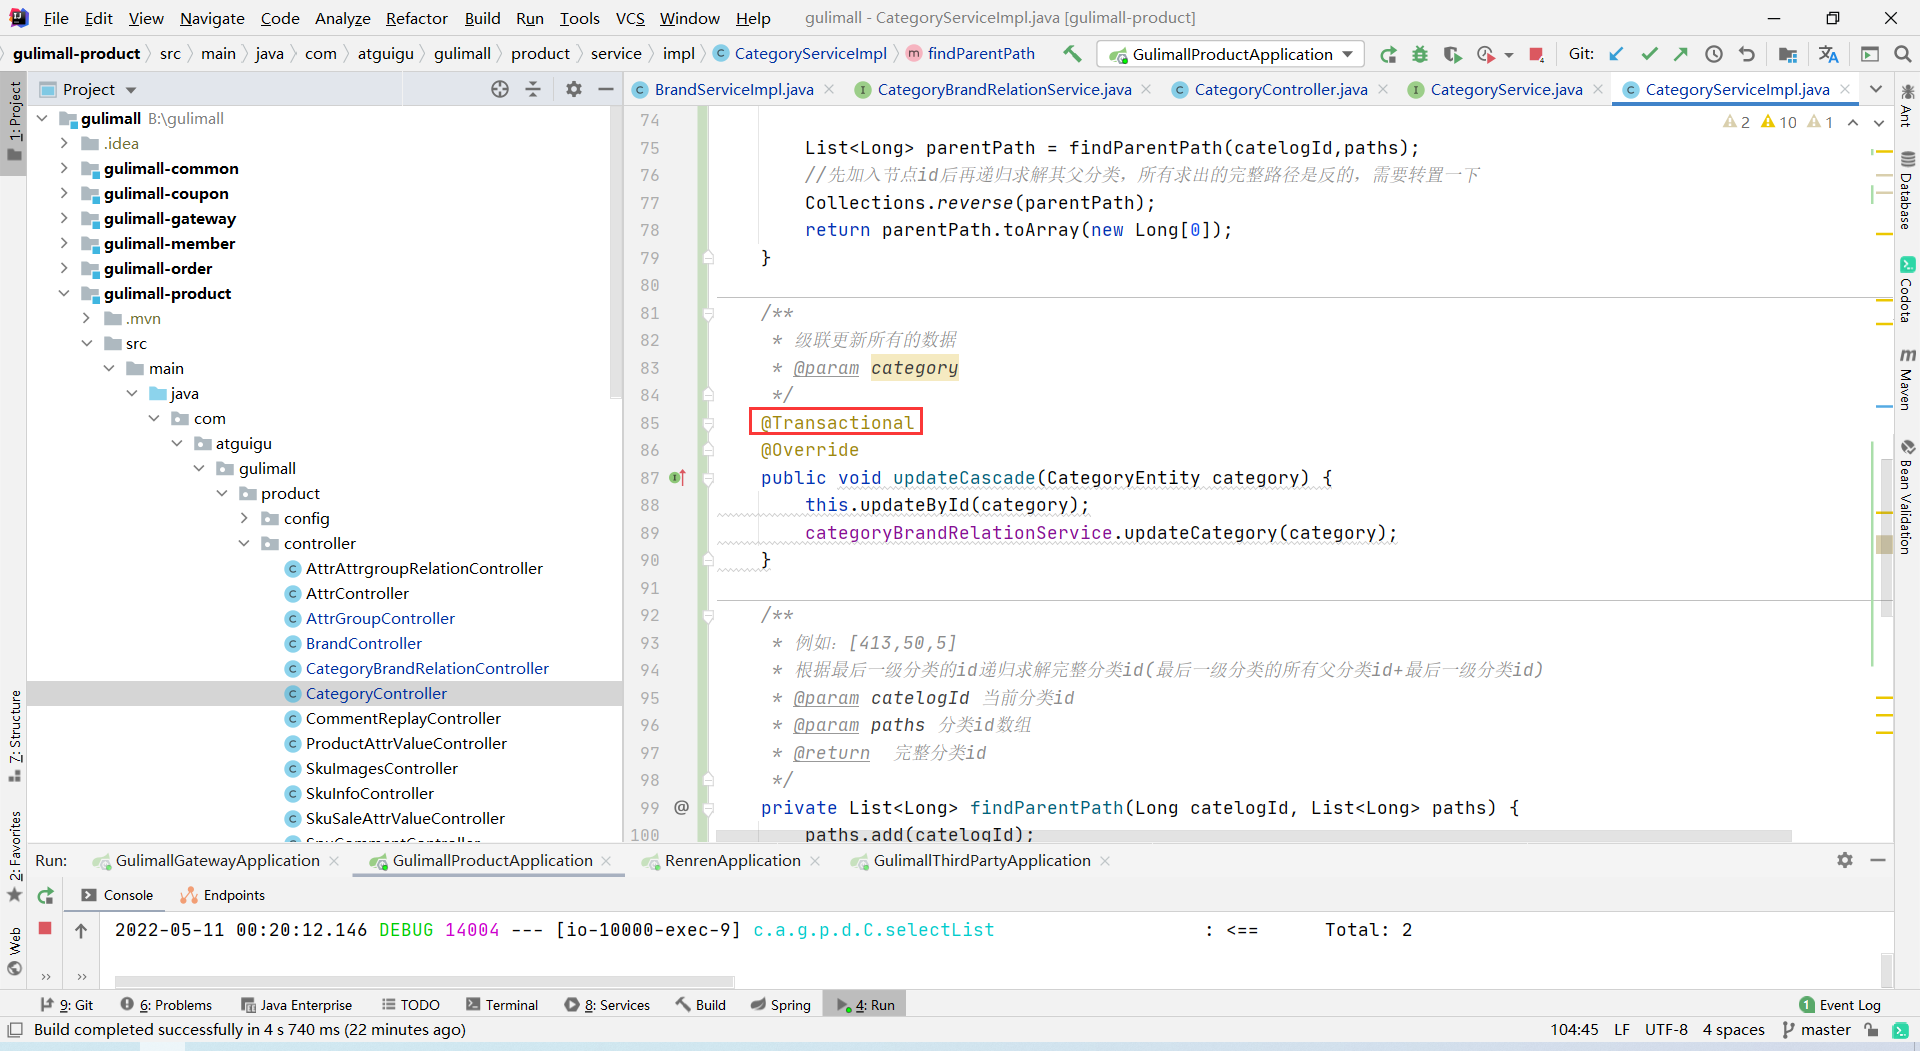 File Edit View Navigate Code Analyze Refactor Build Run Tools VCS Window Help gulimall - CategoryServiceImpl.java [gulimall-product]
gulimall-product src main java com atguigu gulimall product service impl CategoryServiceImpl findParentPath GulimallProductApplication Git:
Project
BrandServiceImpl.java CategoryBrandRelationService.java CategoryController.java CategoryService.java CategoryServiceImpl.java
1: Project
7: Structure
2: Favorites
Web
gulimall B:\gulimall
.idea
gulimall-common
gulimall-coupon
gulimall-gateway
gulimall-member
gulimall-order
gulimall-product
.mvn
src
main
java
com
atguigu
gulimall
product
config
controller
AttrAttrgroupRelationController
AttrController
AttrGroupController
BrandController
CategoryBrandRelationController
CategoryController
CommentReplayController
ProductAttrValueController
SkuImagesController
SkuInfoController
SkuSaleAttrValueController
2 10 1
74
75 List<Long> parentPath = findParentPath(catelogId,paths);
76 //先加入节点id后再递归求解其父分类，所有求出的完整路径是反的，需要转置一下
77 Collections.reverse(parentPath);
78 return parentPath.toArray(new Long[0]);
79 }
80
81 /**
82 * 级联更新所有的数据
83 * @param category
84 */
85 @Transactional
86 @Override
87 public void updateCascade(CategoryEntity category) {
88 this.updateById(category);
89 categoryBrandRelationService.updateCategory(category);
90 }
91
92 /**
93 * 例如：[413,50,5]
94 * 根据最后一级分类的id递归求解完整分类id(最后一级分类的所有父分类id+最后一级分类id)
95 * @param catelogId 当前分类id
96 * @param paths 分类id数组
97 * @return 完整分类id
98 */
99 @ private List<Long> findParentPath(Long catelogId, List<Long> paths) {
100 paths.add(catelogId);
Ant
Database
Codota
Maven
Bean Validation
Run: GulimallGatewayApplication GulimallProductApplication RenrenApplication GulimallThirdPartyApplication
Console Endpoints
2022-05-11 00:20:12.146 DEBUG 14004 --- [io-10000-exec-9] c.a.g.p.d.C.selectList : <== Total: 2
9: Git 6: Problems Java Enterprise TODO Terminal 8: Services Build Spring 4: Run 1 Event Log
Build completed successfully in 4 s 740 ms (22 minutes ago) 104:45 LF UTF-8 4 spaces master